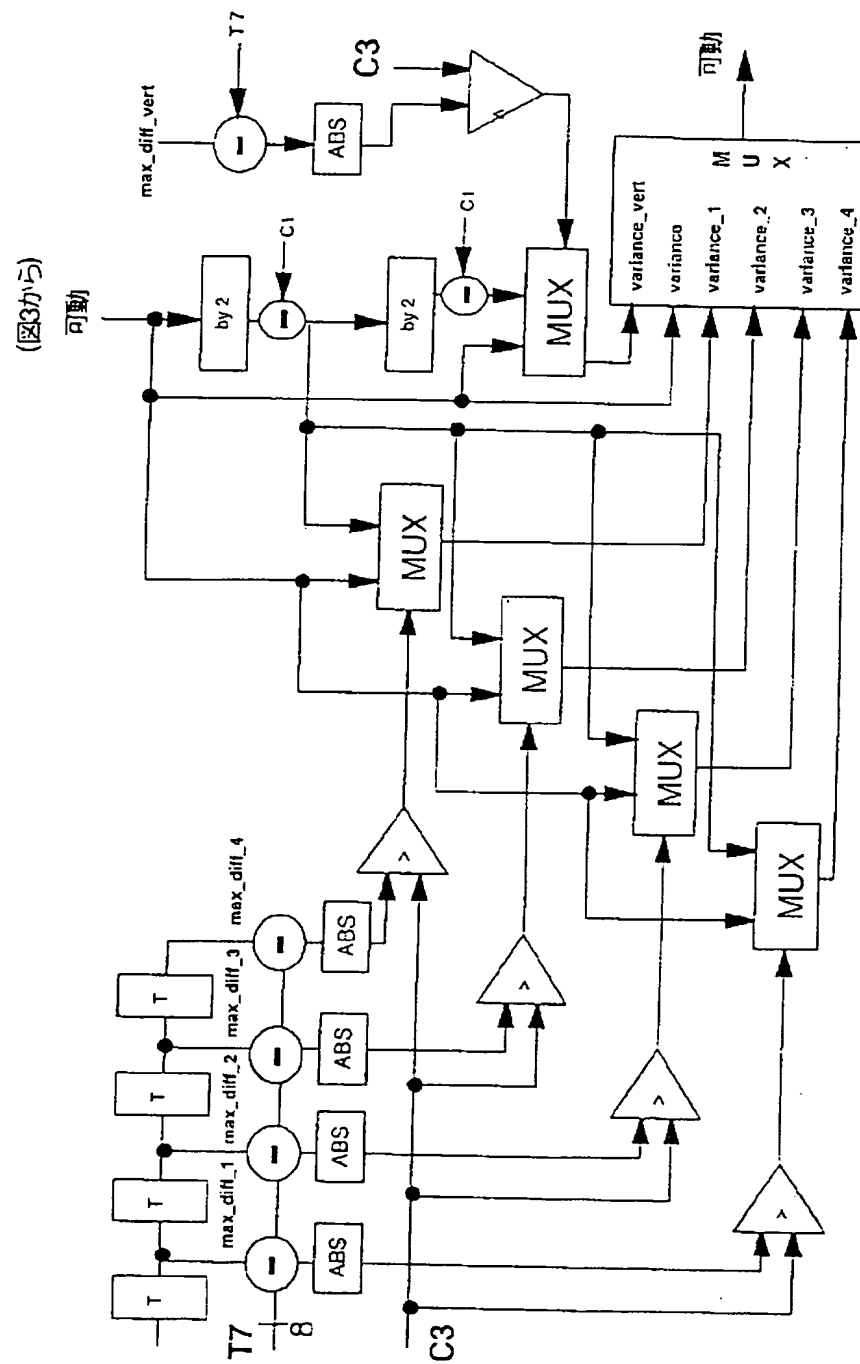 (図3から)
可動
max_diff_vert
T7
ABS
C3
<
by 2
C1
by 2
C1
MUX
variance_vert
variance
variance_1
variance_2
variance_3
variance_4
M
U
X
可動
T
T
T
T
max_diff_1
max_diff_2
max_diff_3
max_diff_4
T7
8
C3
ABS
ABS
ABS
ABS
<
<
<
<
MUX
MUX
MUX
MUX